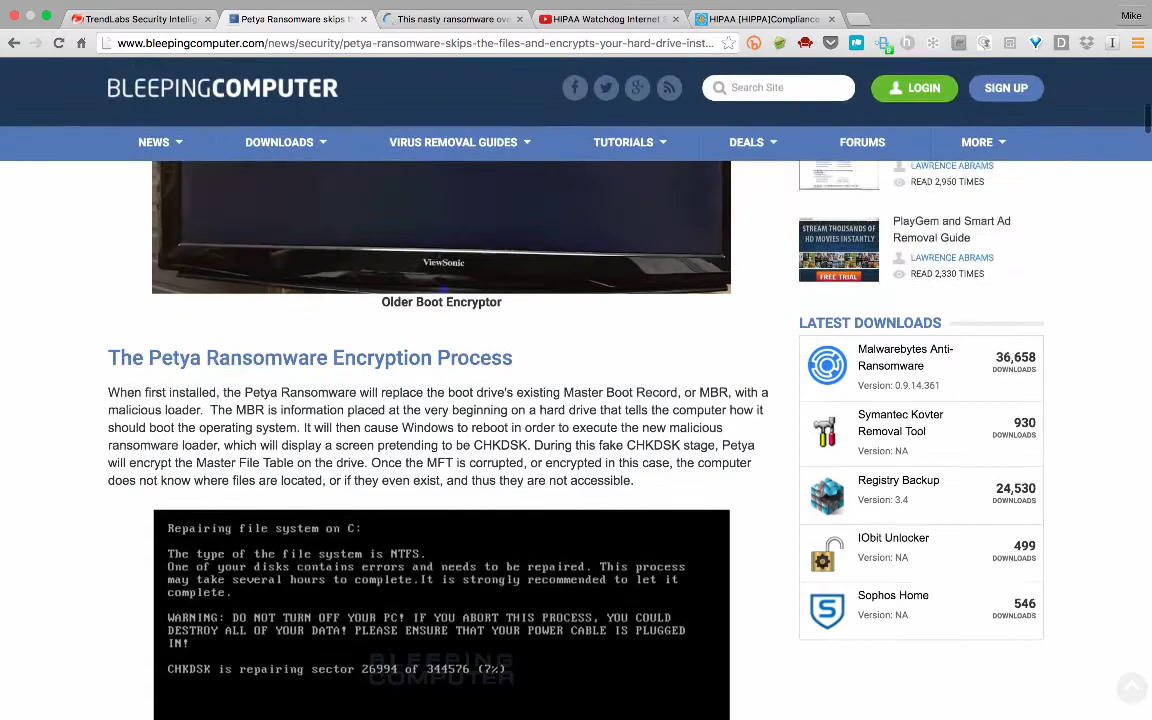 TrendLabs Security Intellig
Petya Ransomware skips th
This nasty ransomware ove
HIPAA Watchdog Internet S
HIPAA [HIPPA]Compliance
Mike
www.bleepingcomputer.com/news/security/petya-ransomware-skips-the-files-and-encrypts-your-hard-drive-inst...
BLEEPINGCOMPUTER
Search Site
LOGIN
SIGN UP
NEWS
DOWNLOADS
VIRUS REMOVAL GUIDES
TUTORIALS
DEALS
FORUMS
MORE
ViewSonic
Older Boot Encryptor
The Petya Ransomware Encryption Process
When first installed, the Petya Ransomware will replace the boot drive's existing Master Boot Record, or MBR, with a
malicious loader. The MBR is information placed at the very beginning on a hard drive that tells the computer how it
should boot the operating system. It will then cause Windows to reboot in order to execute the new malicious
ransomware loader, which will display a screen pretending to be CHKDSK. During this fake CHKDSK stage, Petya
will encrypt the Master File Table on the drive. Once the MFT is corrupted, or encrypted in this case, the computer
does not know where files are located, or if they even exist, and thus they are not accessible.
Repairing file system on C:
The type of the file system is NTFS.
One of your disks contains errors and needs to be repaired. This process
may take several hours to complete.It is strongly recommended to let it
complete.
WARNING: DO NOT TURN OFF YOUR PC! IF YOU ABORT THIS PROCESS, YOU COULD
DESTROY ALL OF YOUR DATA! PLEASE ENSURE THAT YOUR POWER CABLE IS PLUGGED
IN!
CHKDSK is repairing sector 26994 of 344576 (7%)
BLEEPING
COMPUTER
LAWRENCE ABRAMS
READ 2,950 TIMES
STREAM THOUSANDS OF
HD MOVIES INSTANTLY
FREE TRIAL
PlayGem and Smart Ad
Removal Guide
LAWRENCE ABRAMS
READ 2,330 TIMES
LATEST DOWNLOADS
Malwarebytes Anti-
Ransomware
Version: 0.9.14.361
36,658
DOWNLOADS
Symantec Kovter
Removal Tool
Version: NA
930
DOWNLOADS
Registry Backup
Version: 3.4
24,530
DOWNLOADS
IObit Unlocker
Version: NA
499
DOWNLOADS
Sophos Home
Version: NA
546
DOWNLOADS